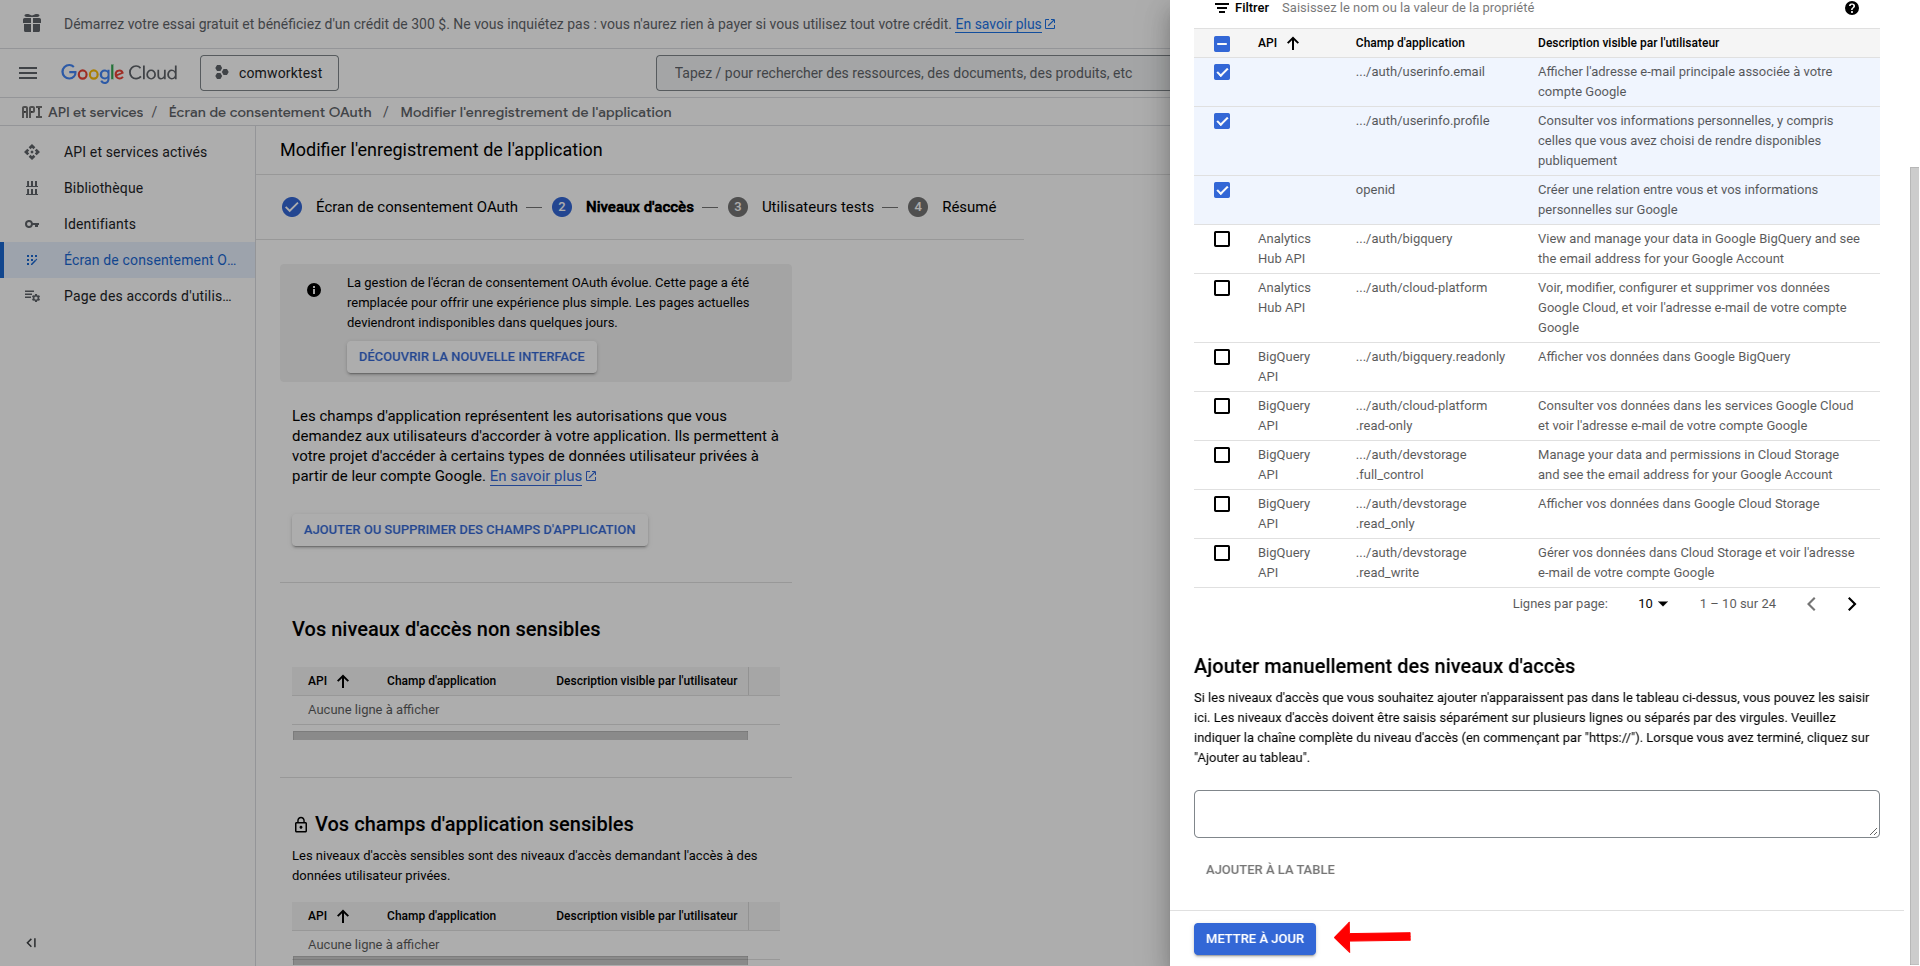 Démarrez votre essai gratuit et bénéficiez d'un crédit de 300 $. Ne vous inquiétez pas : vous n'aurez rien à payer si vous utilisez tout votre crédit. En savoir plus
Google Cloud
comworktest
Tapez / pour rechercher des ressources, des documents, des produits, etc
API API et services / Écran de consentement OAuth / Modifier l'enregistrement de l'application
API et services activés
Bibliothèque
Identifiants
Écran de consentement O...
Page des accords d'utilis...
Modifier l'enregistrement de l'application
Écran de consentement OAuth — 2 Niveaux d'accès — 3 Utilisateurs tests — 4 Résumé
La gestion de l'écran de consentement OAuth évolue. Cette page a été
remplacée pour offrir une expérience plus simple. Les pages actuelles
deviendront indisponibles dans quelques jours.
DÉCOUVRIR LA NOUVELLE INTERFACE
Les champs d'application représentent les autorisations que vous
demandez aux utilisateurs d'accorder à votre application. Ils permettent à
votre projet d'accéder à certains types de données utilisateur privées à
partir de leur compte Google. En savoir plus
AJOUTER OU SUPPRIMER DES CHAMPS D'APPLICATION
Vos niveaux d'accès non sensibles
API Champ d'application Description visible par l'utilisateur
Aucune ligne à afficher
Vos champs d'application sensibles
Les niveaux d'accès sensibles sont des niveaux d'accès demandant l'accès à des
données utilisateur privées.
API Champ d'application Description visible par l'utilisateur
Aucune ligne à afficher
Filtrer Saisissez le nom ou la valeur de la propriété
API Champ d'application Description visible par l'utilisateur
.../auth/userinfo.email Afficher l'adresse e-mail principale associée à votre
compte Google
.../auth/userinfo.profile Consulter vos informations personnelles, y compris
celles que vous avez choisi de rendre disponibles
publiquement
openid Créer une relation entre vous et vos informations
personnelles sur Google
Analytics .../auth/bigquery View and manage your data in Google BigQuery and see
Hub API the email address for your Google Account
Analytics .../auth/cloud-platform Voir, modifier, configurer et supprimer vos données
Hub API Google Cloud, et voir l'adresse e-mail de votre compte
Google
BigQuery .../auth/bigquery.readonly Afficher vos données dans Google BigQuery
API
BigQuery .../auth/cloud-platform Consulter vos données dans les services Google Cloud
API .read-only et voir l'adresse e-mail de votre compte Google
BigQuery .../auth/devstorage Manage your data and permissions in Cloud Storage
API .full_control and see the email address for your Google Account
BigQuery .../auth/devstorage Afficher vos données dans Google Cloud Storage
API .read_only
BigQuery .../auth/devstorage Gérer vos données dans Cloud Storage et voir l'adresse
API .read_write e-mail de votre compte Google
Lignes par page: 10 1 – 10 sur 24
Ajouter manuellement des niveaux d'accès
Si les niveaux d'accès que vous souhaitez ajouter n'apparaissent pas dans le tableau ci-dessus, vous pouvez les saisir
ici. Les niveaux d'accès doivent être saisis séparément sur plusieurs lignes ou séparés par des virgules. Veuillez
indiquer la chaîne complète du niveau d'accès (en commençant par "https://"). Lorsque vous avez terminé, cliquez sur
"Ajouter au tableau".
AJOUTER À LA TABLE
METTRE À JOUR